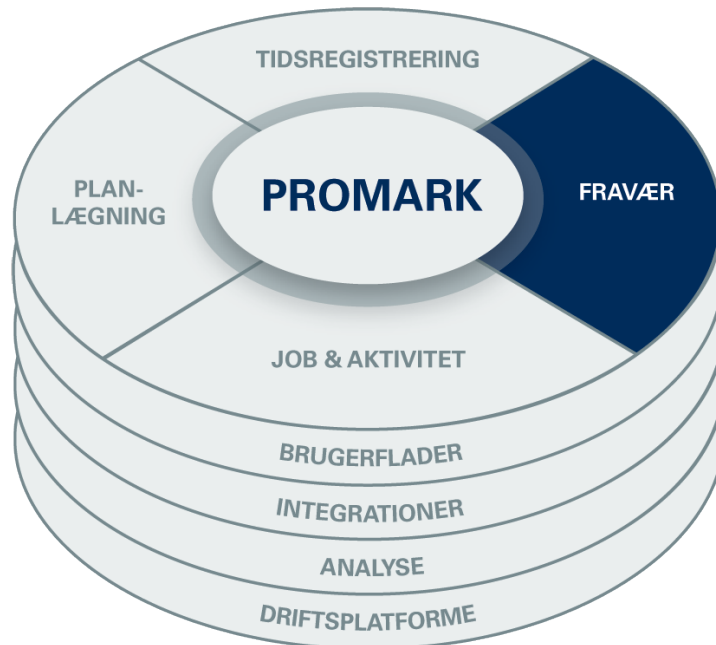 TIDSREGISTRERING
PLAN-
LÆGNING
PROMARK
FRAVÆR
JOB & AKTIVITET
BRUGERFLADER
INTEGRATIONER
ANALYSE
DRIFTSPLATFORME